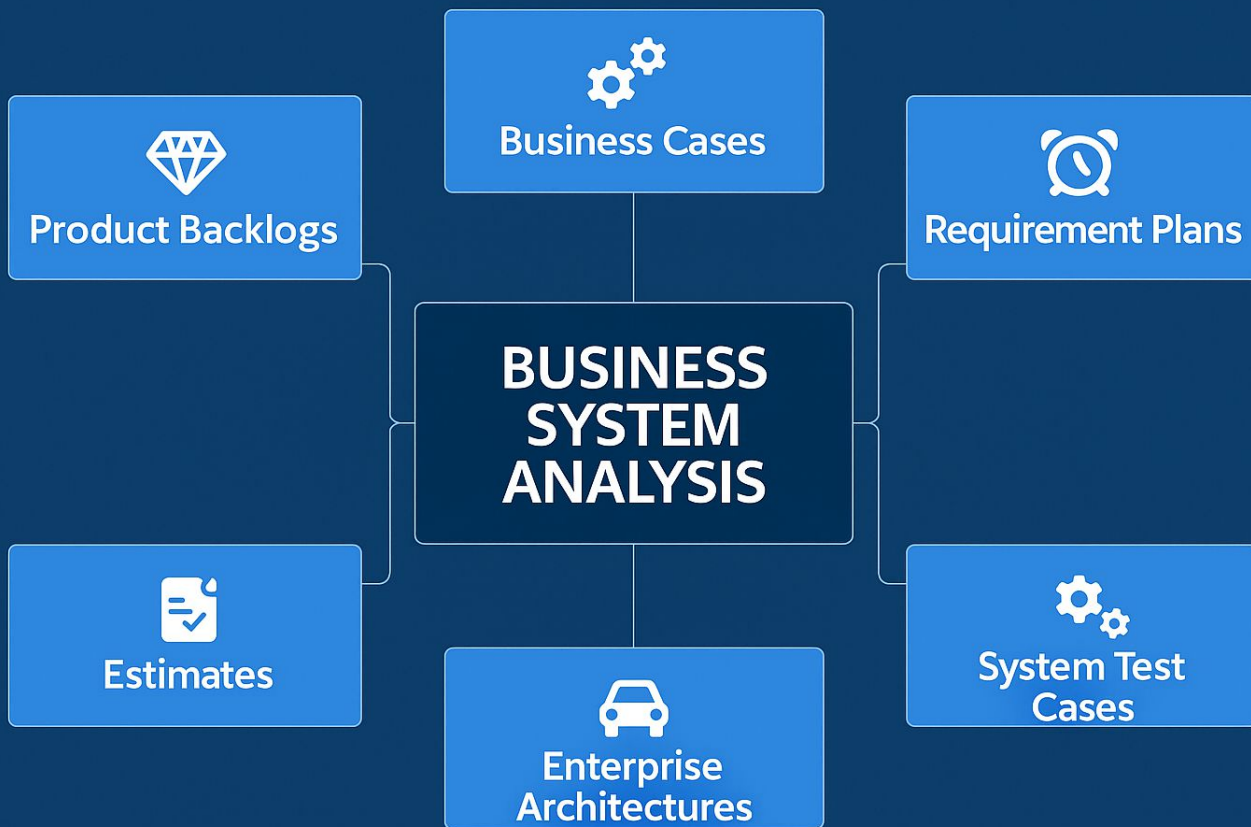 Business Cases
Product Backlogs
Requirement Plans
BUSINESS
SYSTEM
ANALYSIS
Estimates
System Test
Cases
Enterprise
Architectures